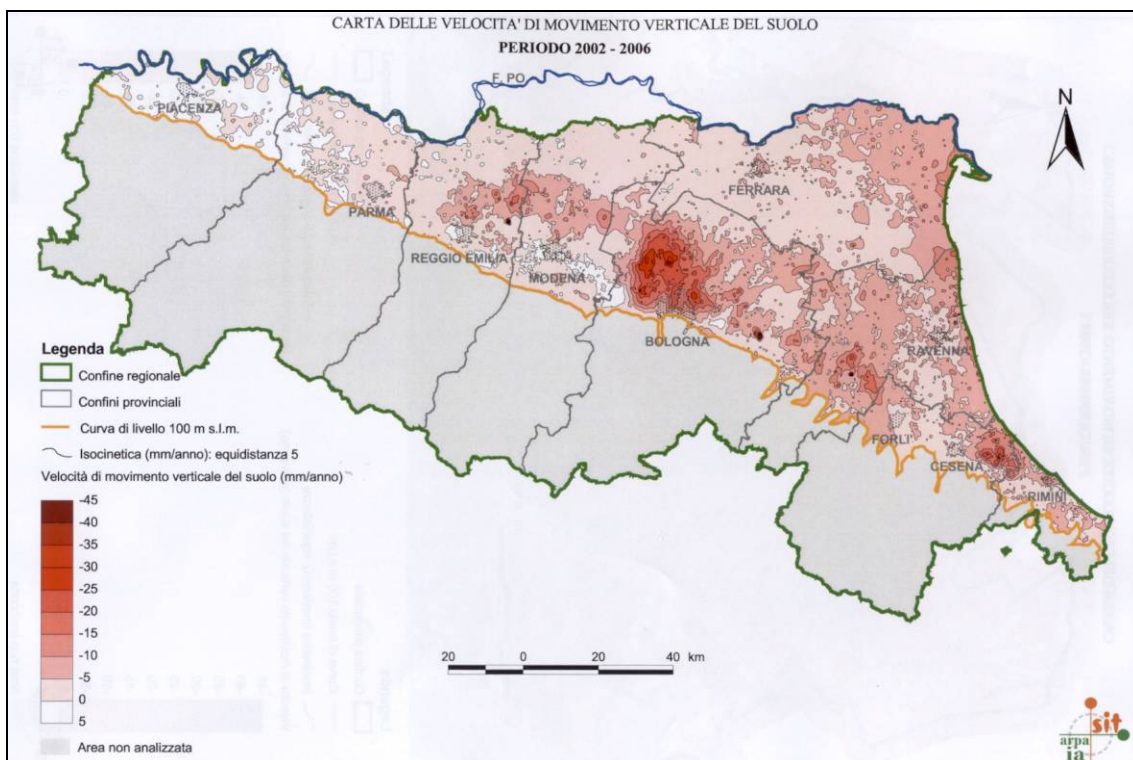 CARTA DELLE VELOCITA' DI MOVIMENTO VERTICALE DEL SUOLO
PERIODO 2002 - 2006
F. PO
N
PIACENZA
FERRARA
PARMA
REGGIO EMILIA
MODENA
BOLOGNA
RAVENNA
FORLI'
CESENA
RIMINI
Legenda
Confine regionale
Confini provinciali
Curva di livello 100 m s.l.m.
Isocinetica (mm/anno): equidistanza 5
Velocità di movimento verticale del suolo (mm/anno)
-45
-40
-35
-30
-25
-20
-15
-10
-5
0
5
Area non analizzata
20 0 20 40 km
sit
arpa
ia